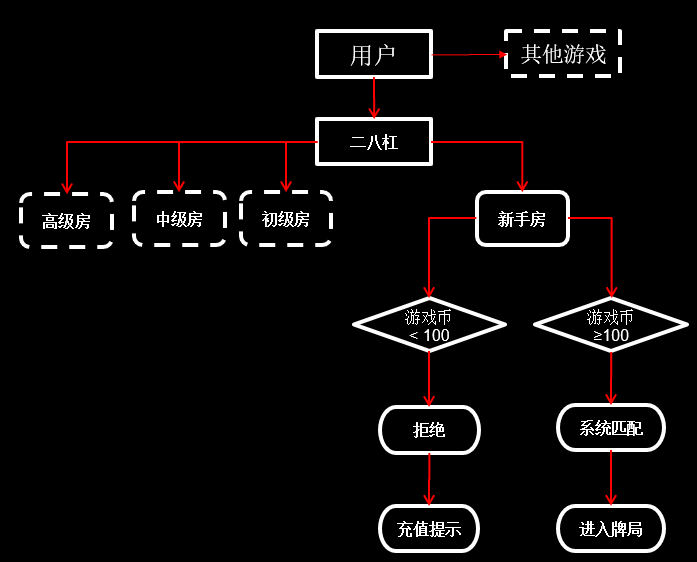 用户
其他游戏
二八杠
高级房
中级房
初级房
新手房
游戏币
< 100
游戏币
≥100
拒绝
系统匹配
充值提示
进入牌局